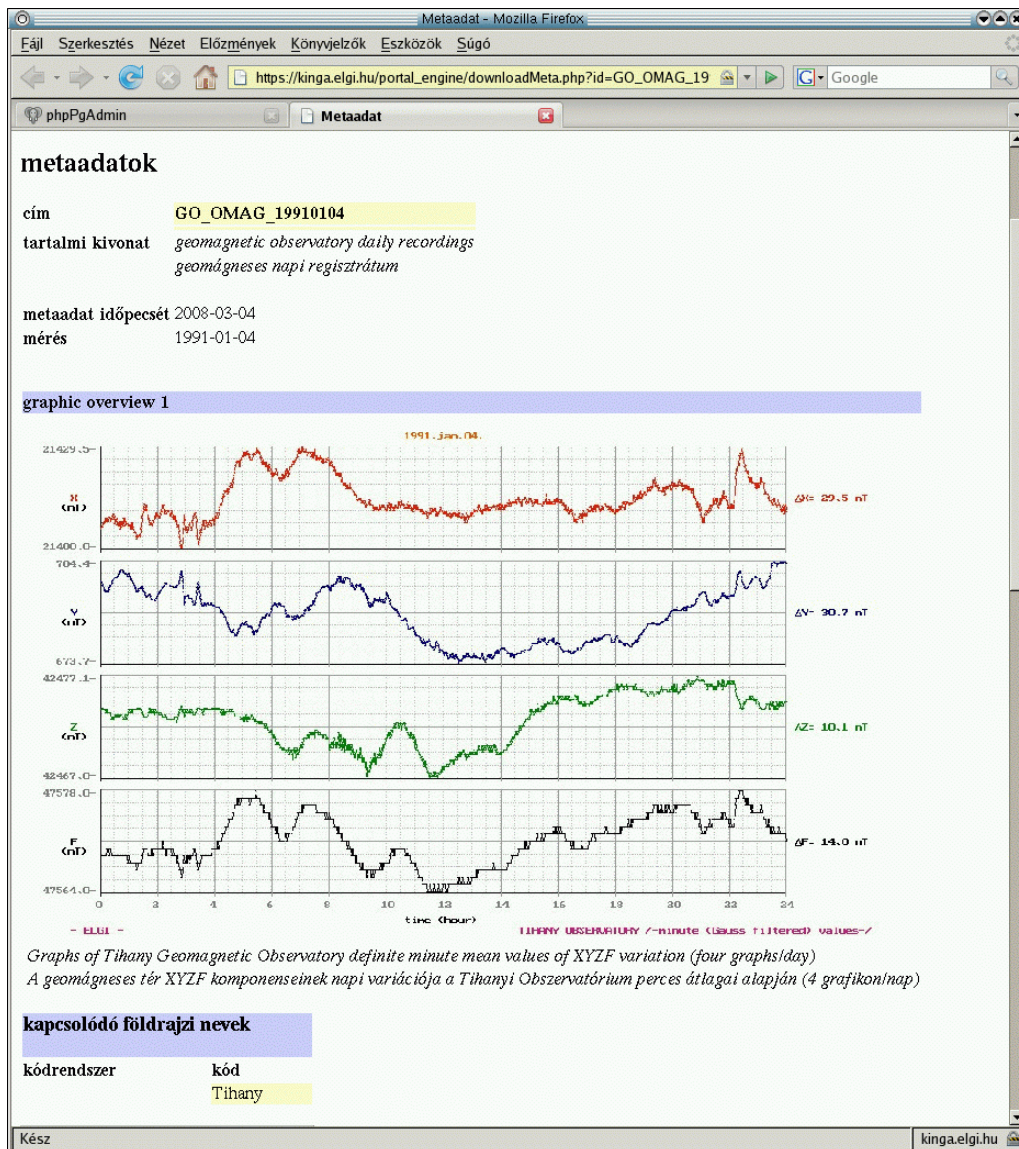 Metaadat - Mozilla Firefox
Fájl Szerkesztés Nézet Előzmények Könyvjelzők Eszközök Súgó
https://kinga.elgi.hu/portal_engine/downloadMeta.php?id=GO_OMAG_19 G Google
phpPgAdmin Metaadat
metaadatok
cím GO_OMAG_19910104
tartalmi kivonat geomagnetic observatory daily recordings
geomágneses napi regisztrátum
metaadat időpecsét 2008-03-04
mérés 1991-01-04
graphic overview 1
1991.jan.04.
21429.5
X
(nT)
ΔX= 29.5 nT
21400.0
704.4
Y
(nT)
ΔY= 30.7 nT
673.7
42477.1
Z
(nT)
ΔZ= 10.1 nT
42467.0
47578.0
F
(nT)
ΔF= 14.0 nT
47564.0
0 2 4 6 8 10 12 14 16 18 20 22 24
time (hour)
- ELGI - TIHANY OBSERVATORY /-minute (Gauss filtered) values-/
Graphs of Tihany Geomagnetic Observatory definite minute mean values of XYZF variation (four graphs/day)
A geomágneses tér XYZF komponenseinek napi variációja a Tihanyi Obszervatórium perces átlagai alapján (4 grafikon/nap)
kapcsolódó földrajzi nevek
kódrendszer kód
Tihany
Kész kinga.elgi.hu